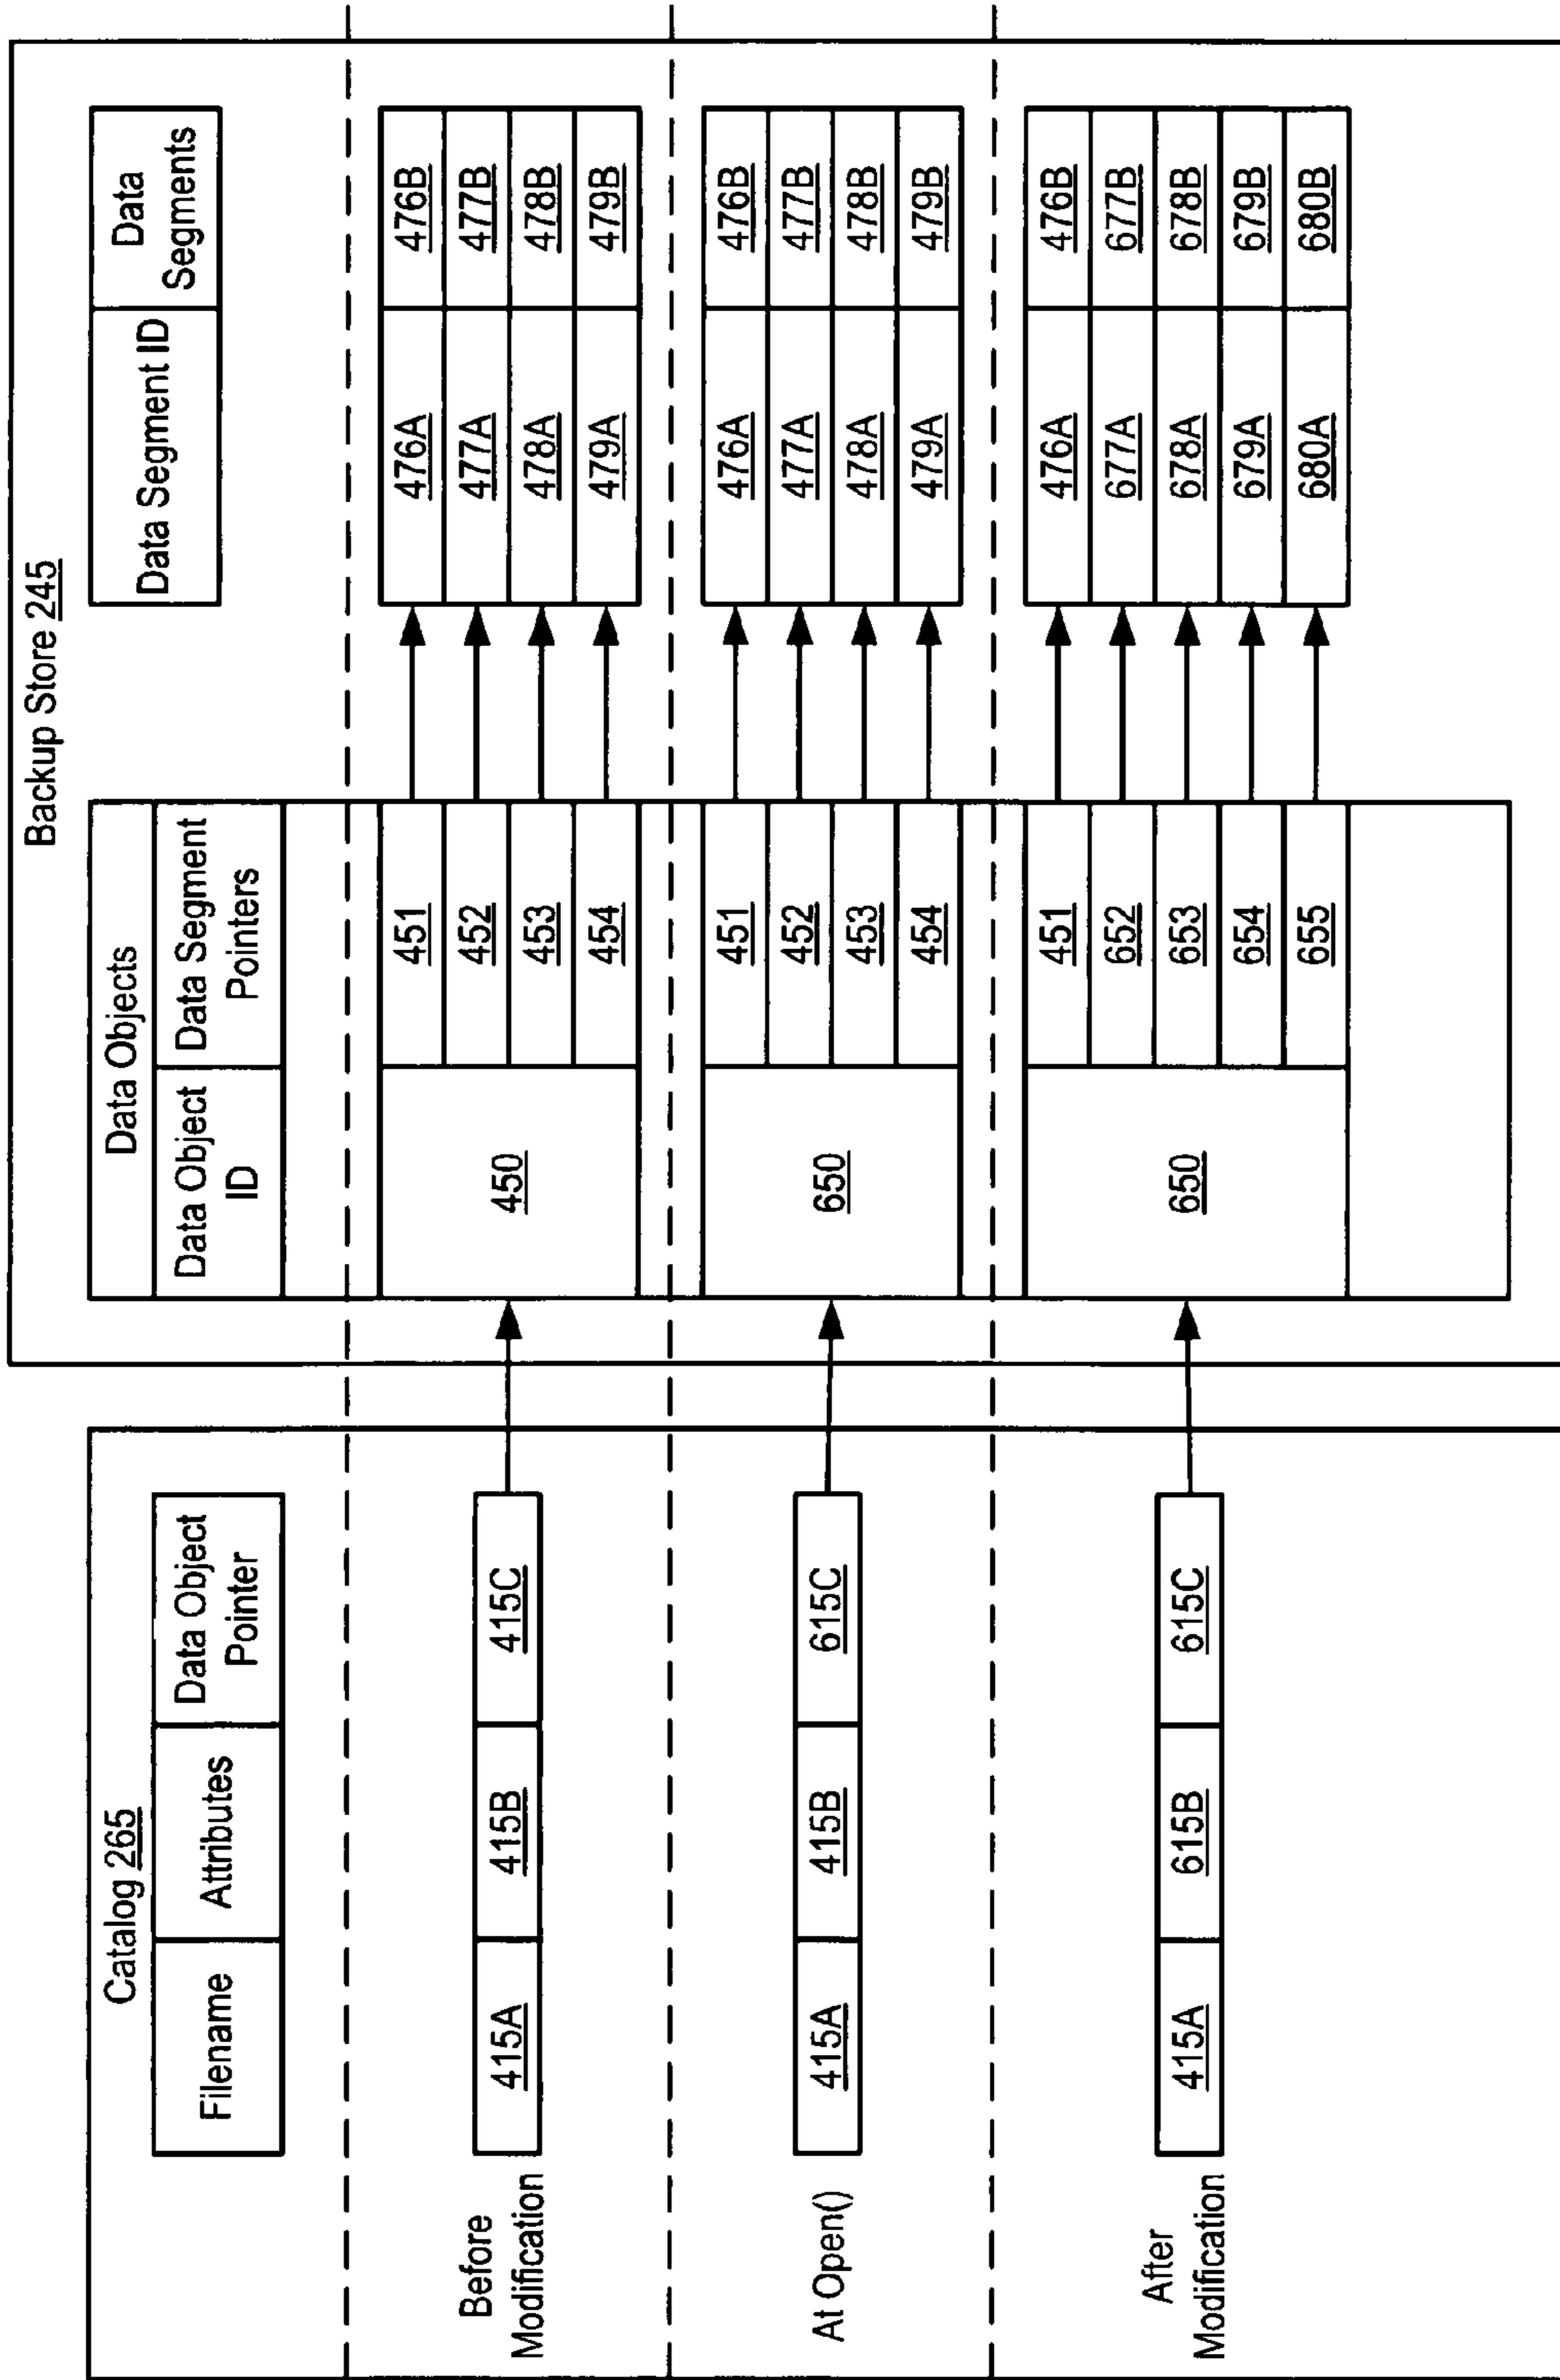 Catalog 265
Filename
Attributes
Data Object
Pointer
Backup Store 245
Data Objects
Data Object
ID
Data Segment
Pointers
Data Segment ID
Data
Segments
Before
Modification
415A
415B
415C
450
451
452
453
454
476A
476B
477A
477B
478A
478B
479A
479B
At Open()
415A
415B
615C
650
451
452
453
454
476A
476B
477A
477B
478A
478B
479A
479B
After
Modification
415A
615B
615C
650
451
652
653
654
655
476A
476B
677A
677B
678A
678B
679A
679B
680A
680B